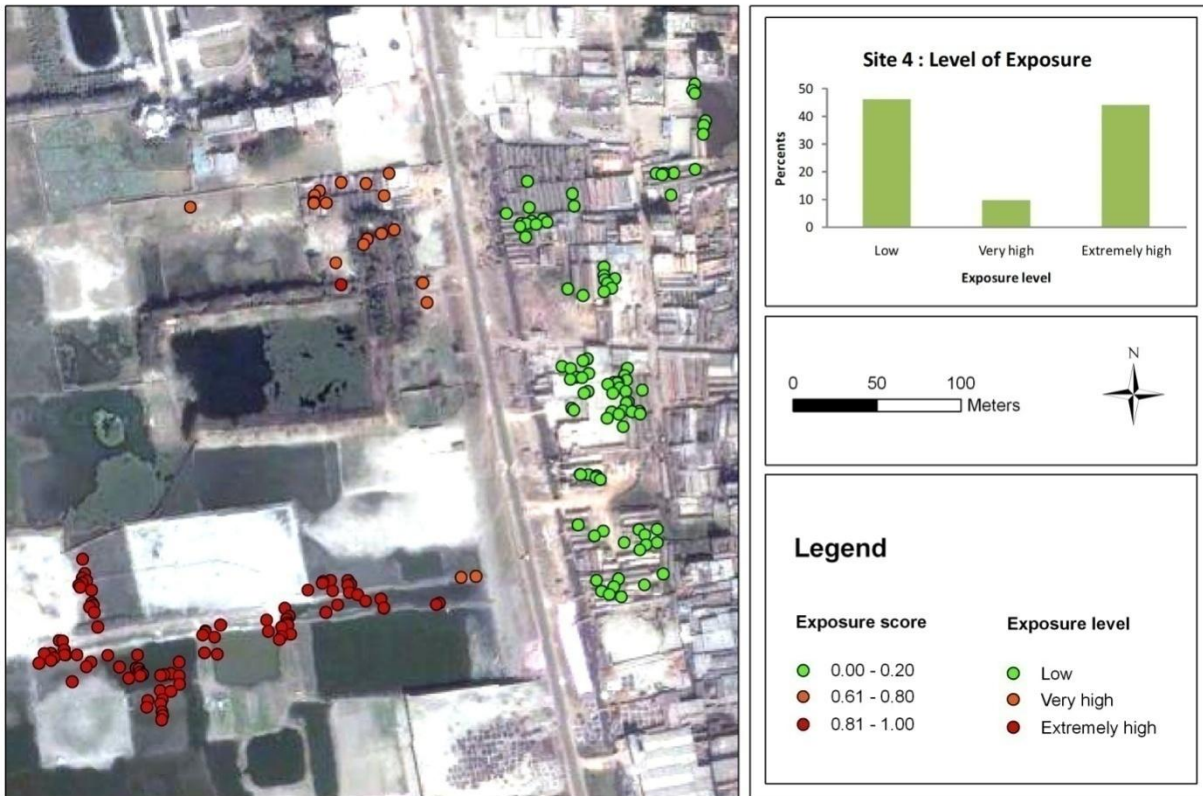 Site 4 : Level of Exposure
50
40
30
20
10
0
Percents
Low Very high Extremely high
Exposure level
0 50 100
Meters
N
Legend
Exposure score Exposure level
0.00 - 0.20 Low
0.61 - 0.80 Very high
0.81 - 1.00 Extremely high